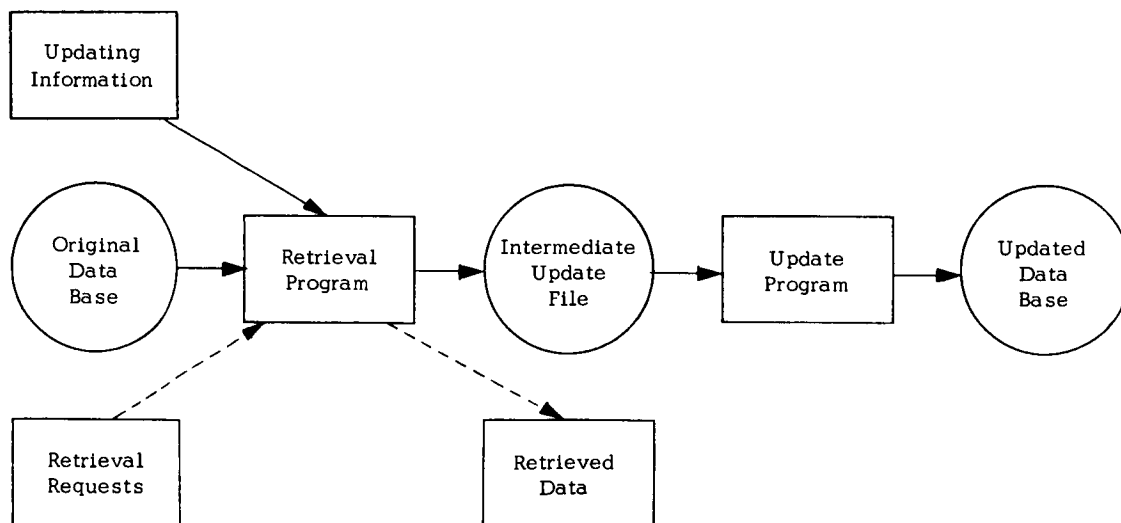 Updating
Information
Original
Data
Base
Retrieval
Program
Intermediate
Update
File
Update
Program
Updated
Data
Base
Retrieval
Requests
Retrieved
Data